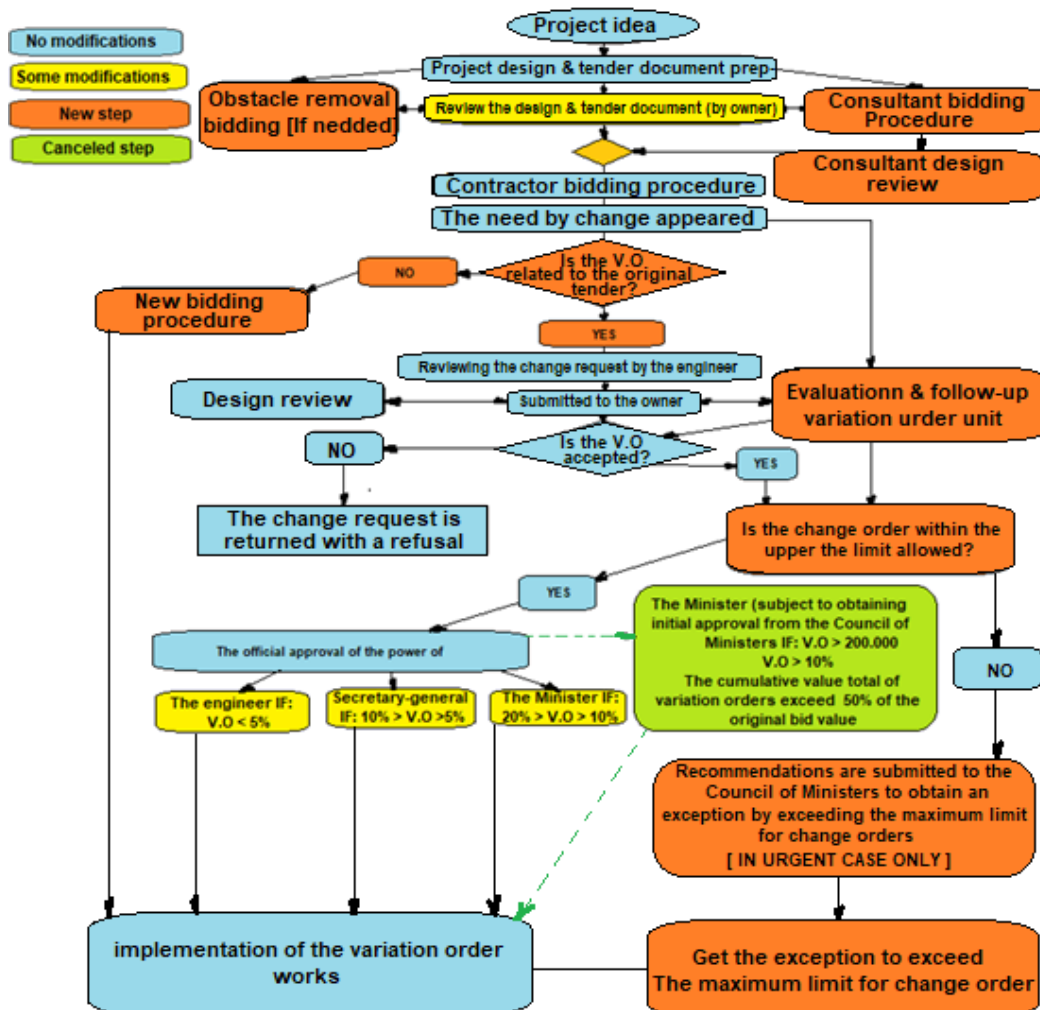 Project idea
No modifications
Some modifications
New step
Canceled step
Project design & tender document prep
Obstacle removal
bidding [If nedded]
Review the design & tender document (by owner)
Consultant bidding
Procedure
Consultant design
review
Contractor bidding procedure
The need by change appeared
Is the V.O
related to the original
tender?
NO
New bidding
procedure
YES
Reviewing the change request by the engineer
Design review
Submitted to the owner
Evaluationn & follow-up
variation urder unit
Is the V.O
accepted?
NO
YES
The change request is
returned with a refusal
Is the change order within the
upper the limit allowed?
YES
The Minister (subject to obtaining
initial approval from the Council of
Ministers IF: V.O > 200.000
V.O > 10%
The cumulative value total of
variation orders exceed 50% of the
original bid value
NO
The official approval of the power of
The engineer IF:
V.O < 5%
Secretary-general
IF: 10% > V.O >5%
The Minister IF:
20% > V.O > 10%
Recommendations are submitted to the
Council of Ministers to obtain an
exception by exceeding the maximum limit
for change orders
[ IN URGENT CASE ONLY ]
implementation of the variation order
works
Get the exception to exceed
The maximum limit for change order